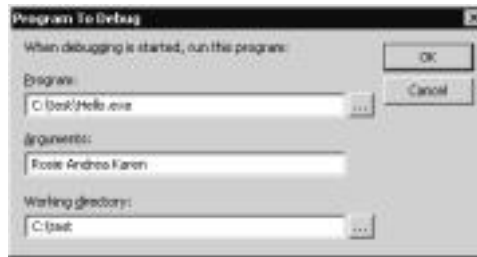 Program To Debug
When debugging is started, run this program:
Program:
C:\test\Hello.exe
...
Arguments:
Rosie Andrea Karen
Working directory:
C:\test
...
OK
Cancel